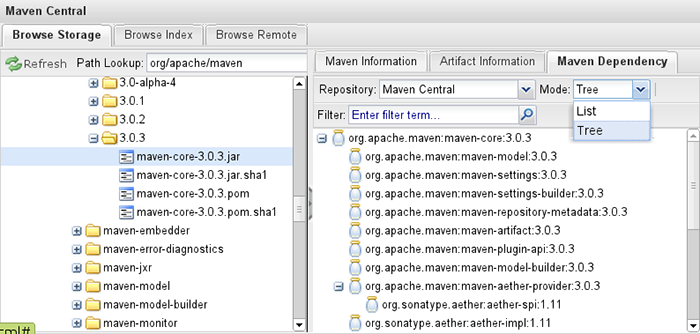 Maven Central
Browse Storage Browse Index Browse Remote
Refresh Path Lookup: org/apache/maven
3.0-alpha-4
3.0.1
3.0.2
3.0.3
maven-core-3.0.3.jar
maven-core-3.0.3.jar.sha1
maven-core-3.0.3.pom
maven-core-3.0.3.pom.sha1
maven-embedder
maven-error-diagnostics
maven-jxr
maven-model
maven-model-builder
maven-monitor
ml#
Maven Information Artifact Information Maven Dependency
Repository: Maven Central Mode: Tree
List
Tree
Filter: Enter filter term...
org.apache.maven:maven-core:3.0.3
org.apache.maven:maven-model:3.0.3
org.apache.maven:maven-settings:3.0.3
org.apache.maven:maven-settings-builder:3.0.3
org.apache.maven:maven-repository-metadata:3.0.3
org.apache.maven:maven-artifact:3.0.3
org.apache.maven:maven-plugin-api:3.0.3
org.apache.maven:maven-model-builder:3.0.3
org.apache.maven:maven-aether-provider:3.0.3
org.sonatype.aether:aether-spi:1.11
org.sonatype.aether:aether-impl:1.11